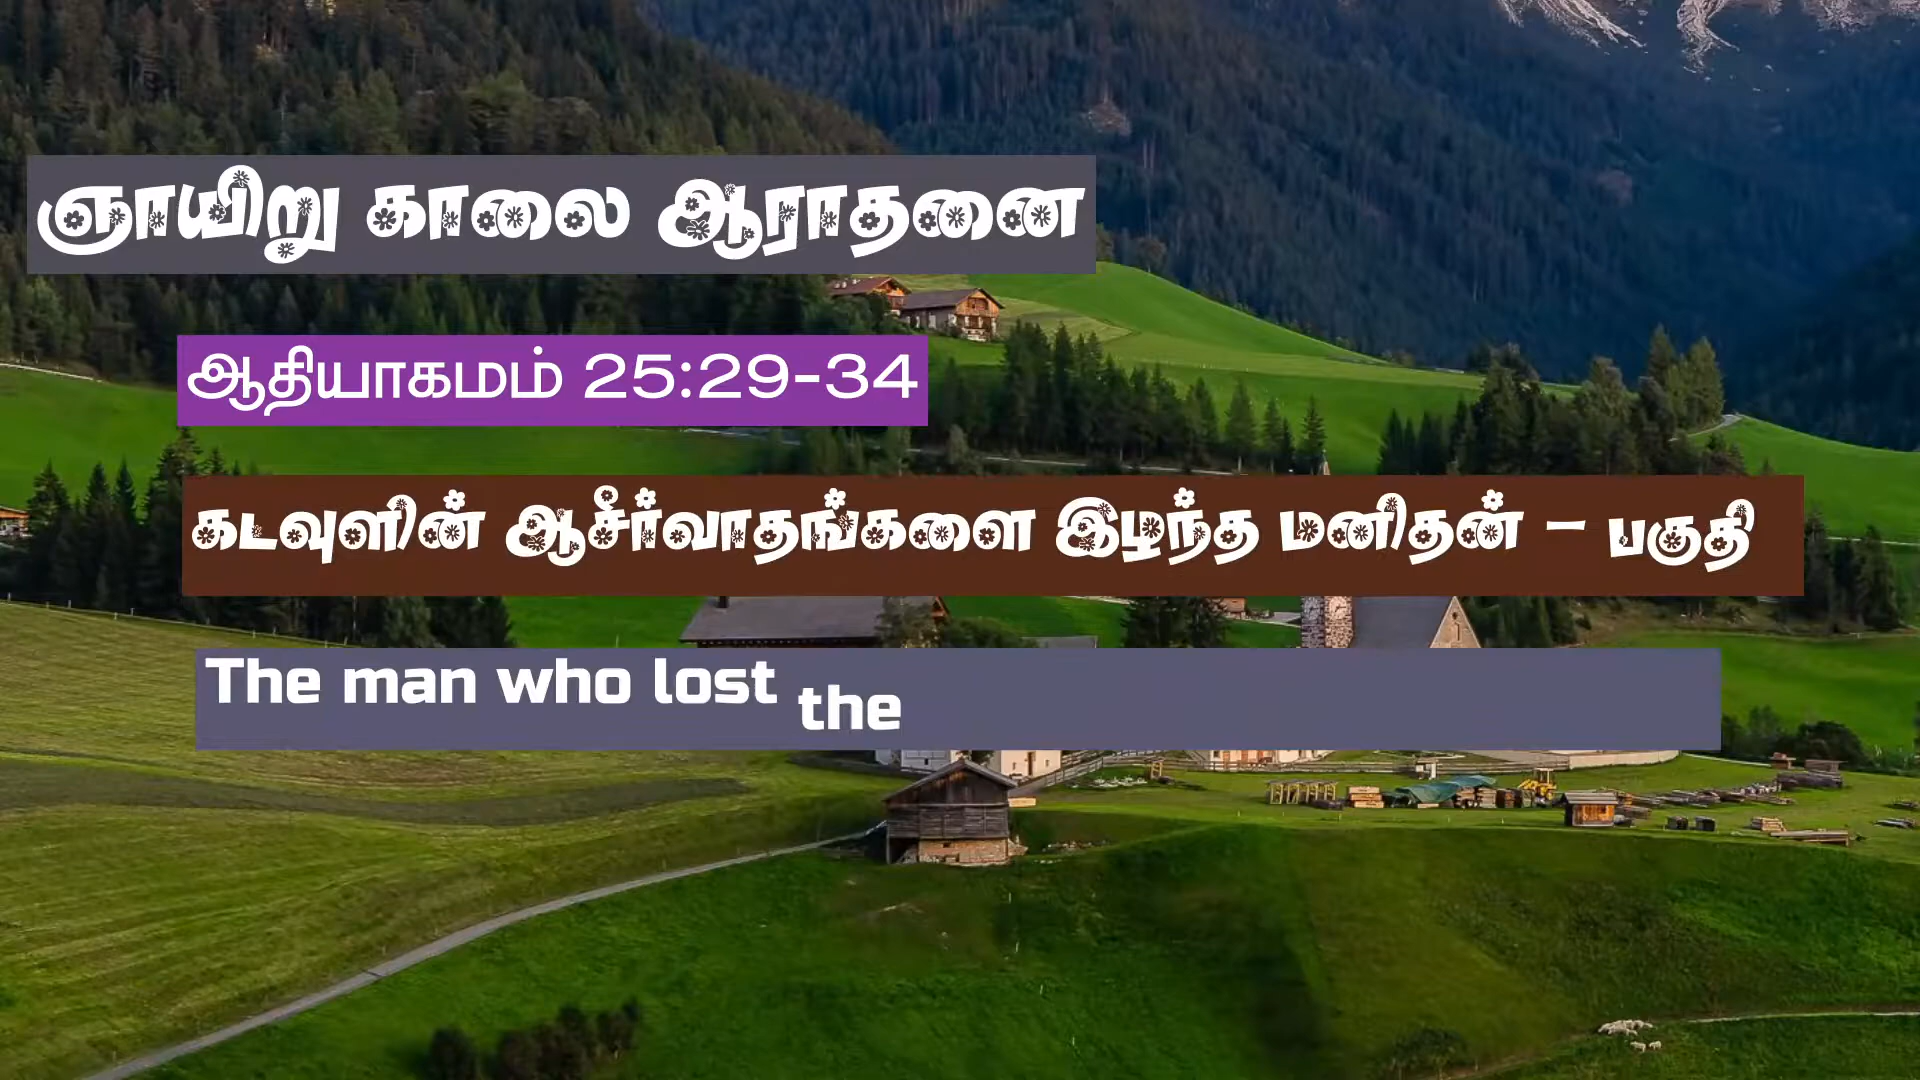 ஞாயிறு காலை ஆராதனை
ஆதியாகமம் 25:29-34
கடவுளின் ஆசீர்வாதங்களை இழந்த மனிதன் – பகுதி
The man who lost the